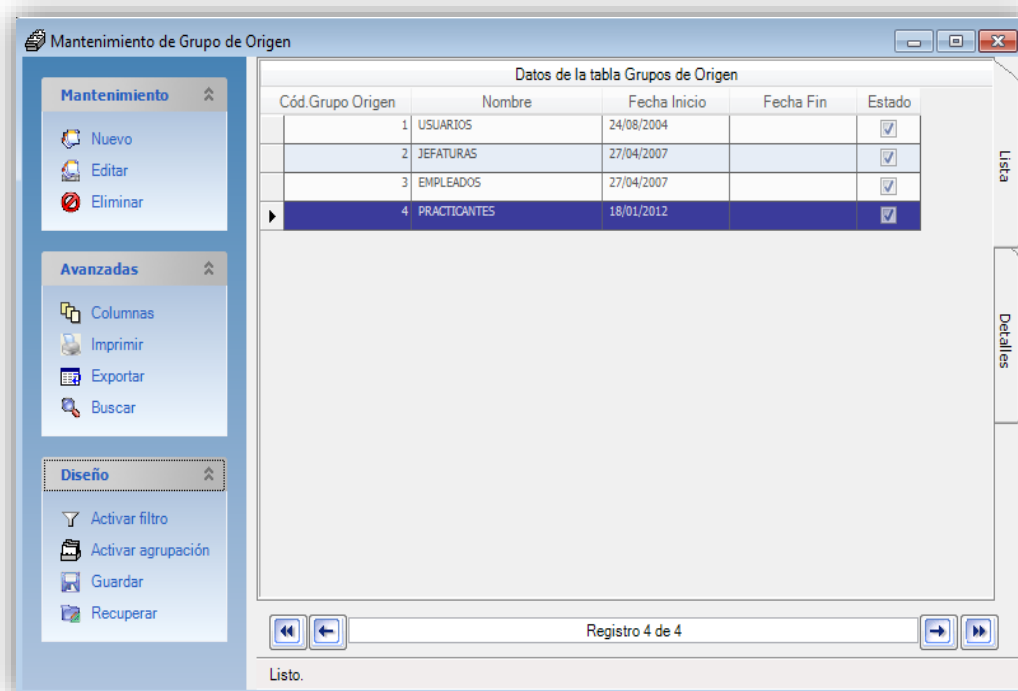 Mantenimiento de Grupo de Origen
Mantenimiento
Nuevo
Editar
Eliminar
Avanzadas
Columnas
Imprimir
Exportar
Buscar
Diseño
Activar filtro
Activar agrupación
Guardar
Recuperar
Datos de la tabla Grupos de Origen
Cód.Grupo Origen Nombre Fecha Inicio Fecha Fin Estado
1 USUARIOS 24/08/2004
2 JEFATURAS 27/04/2007
3 EMPLEADOS 27/04/2007
4 PRACTICANTES 18/01/2012
Registro 4 de 4
Listo.
Lista
Detalles